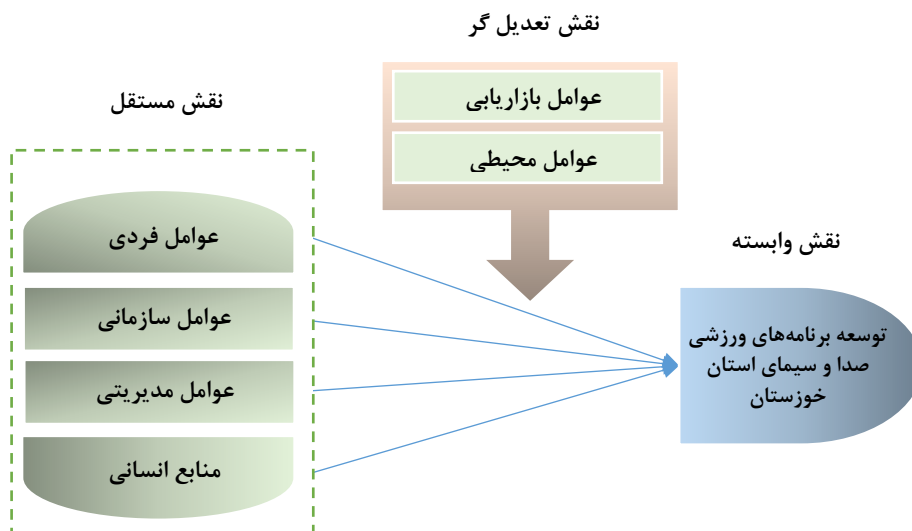 نقش تعدیل گر
عوامل بازاریابی
عوامل محیطی
نقش مستقل
عوامل فردی
عوامل سازمانی
عوامل مدیریتی
منابع انسانی
نقش وابسته
توسعه برنامه‌های ورزشی
صدا و سیمای استان
خوزستان